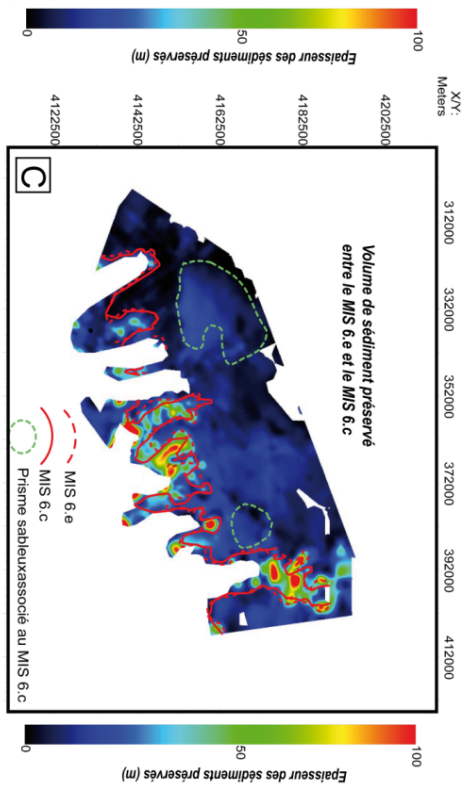 0
50
100
Epaisseur des sédiments préservés (m)
X/Y:
Meters
4122500
4142500
4162500
4182500
4202500
312000
332000
352000
372000
392000
412000
C
Volume de sédiment préservé
entre le MIS 6.e et le MIS 6.c
MIS 6.e
MIS 6.c
Prisme sableuxassocié au MIS 6.c
0
50
100
Epaisseur des sédiments préservés (m)